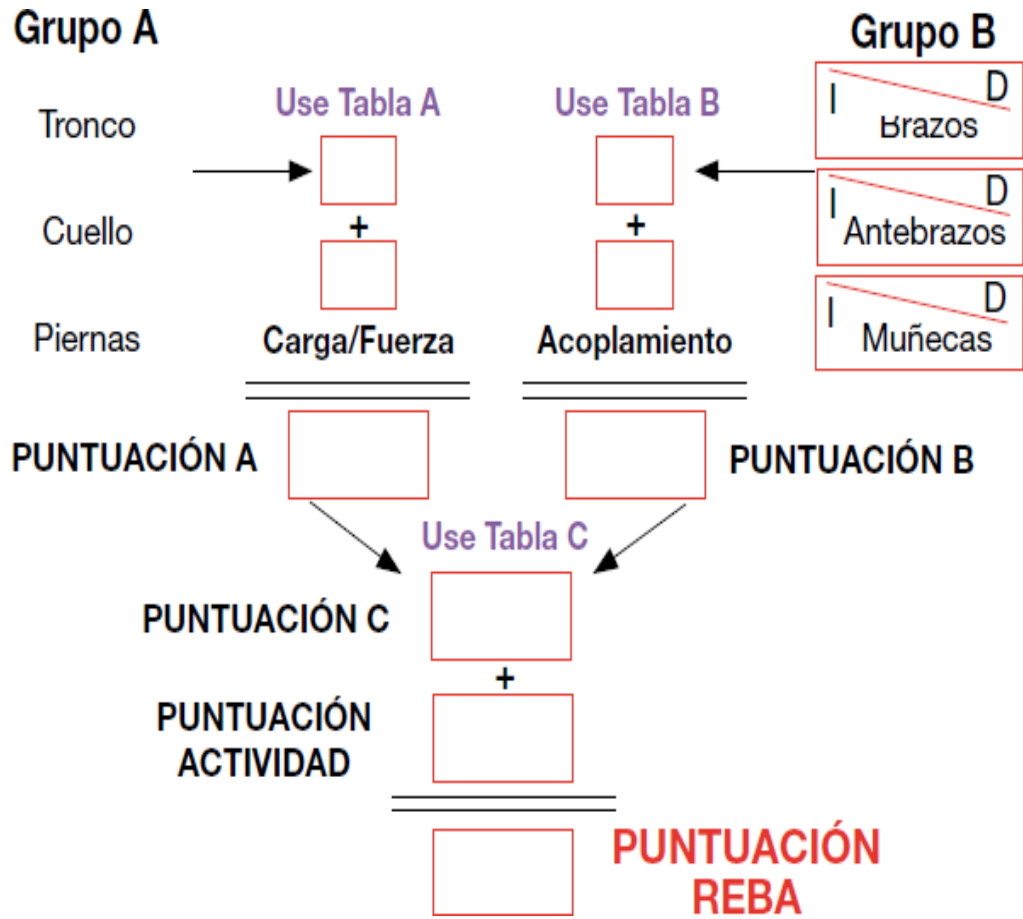 Grupo A
Grupo B
Use Tabla A
Use Tabla B
I D
Brazos
Tronco
+
+
I D
Antebrazos
Cuello
I D
Muñecas
Piernas
Carga/Fuerza
Acoplamiento
PUNTUACIÓN A
PUNTUACIÓN B
Use Tabla C
PUNTUACIÓN C
+
PUNTUACIÓN
ACTIVIDAD
PUNTUACIÓN
REBA